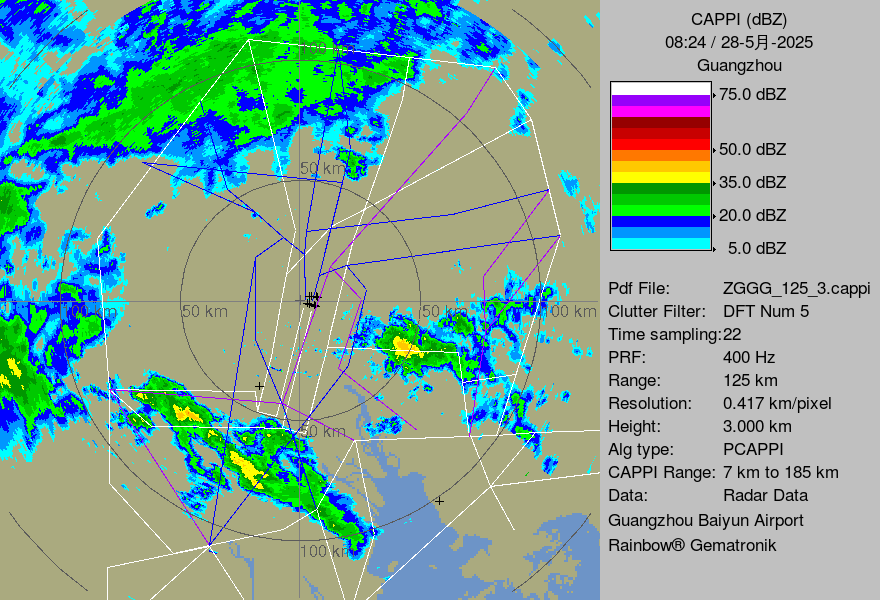 CAPPI (dBZ)
08:24 / 28-5月-2025
Guangzhou
75.0 dBZ
50.0 dBZ
35.0 dBZ
20.0 dBZ
5.0 dBZ
Pdf File: ZGGG_125_3.cappi
Clutter Filter: DFT Num 5
Time sampling:22
PRF: 400 Hz
Range: 125 km
Resolution: 0.417 km/pixel
Height: 3.000 km
Alg type: PCAPPI
CAPPI Range: 7 km to 185 km
Data: Radar Data
Guangzhou Baiyun Airport
Rainbow® Gematronik
100 km
50 km
100 km
50 km
50 km
100 km
50 km
100 km